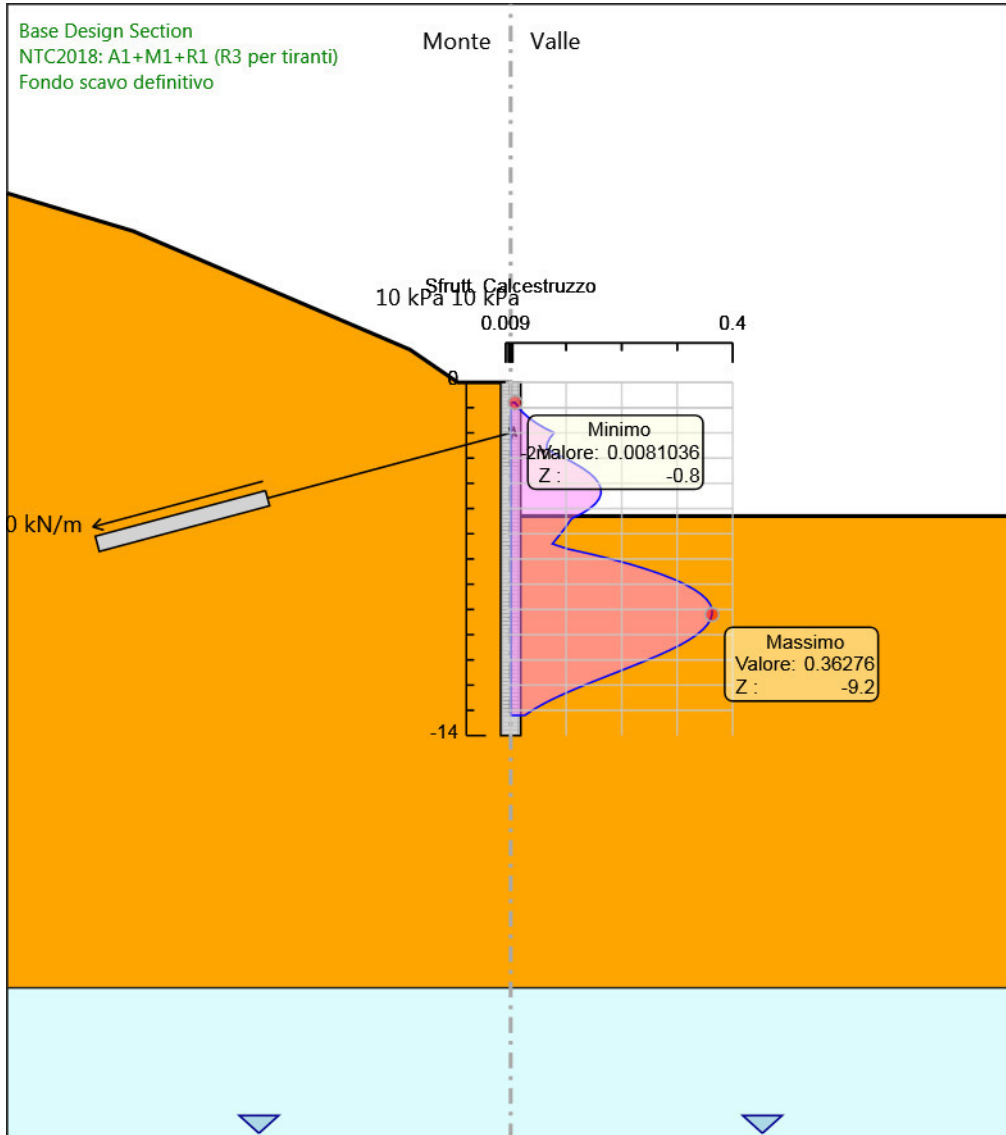 Base Design Section
NTC2018: A1+M1+R1 (R3 per tiranti)
Fondo scavo definitivo
Monte
Valle
Sfrutt. Calcestruzzo
10 kPa 10 kPa
0.009
0.4
0
Minimo
Valore: 0.0081036
Z : -0.8
0 kN/m
Massimo
Valore: 0.36276
Z : -9.2
-14